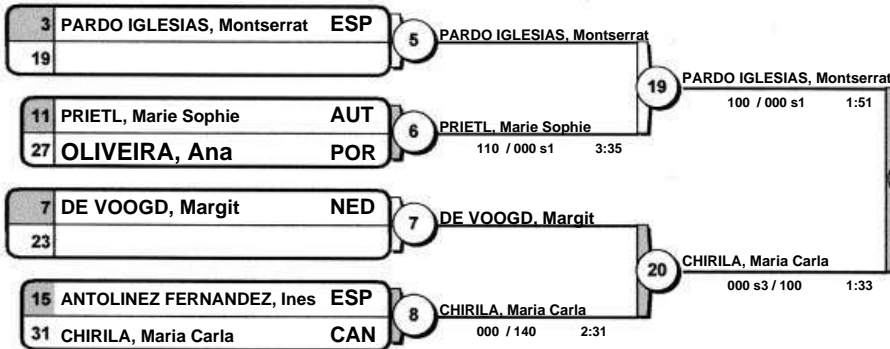 3 PARDO IGLESIAS, Montserrat ESP
19
5
PARDO IGLESIAS, Montserrat
11 PRIETL, Marie Sophie AUT
27 OLIVEIRA, Ana POR
6
PRIETL, Marie Sophie
110 / 000 s1 3:35
19
PARDO IGLESIAS, Montserrat
100 / 000 s1 1:51
7 DE VOOGD, Margit NED
23
7
DE VOOGD, Margit
15 ANTOLINEZ FERNANDEZ, Ines ESP
31 CHIRILA, Maria Carla CAN
8
CHIRILA, Maria Carla
000 / 140 2:31
20
CHIRILA, Maria Carla
000 s3 / 100 1:33